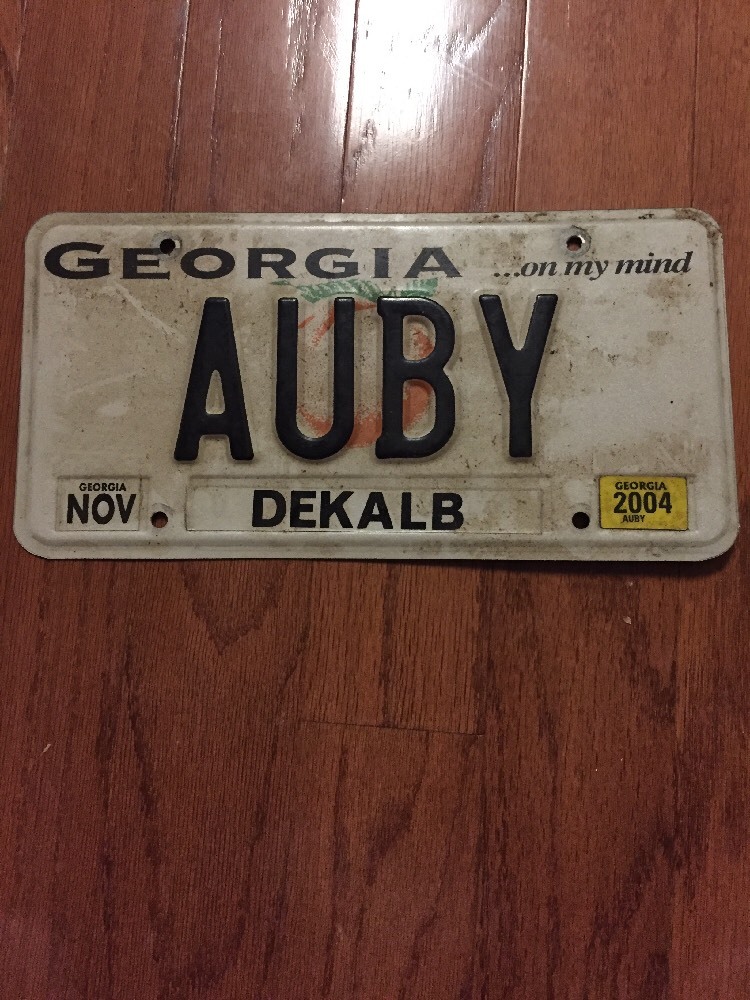 GEORGIA ...on my mind
AUBY
GEORGIA
NOV
DEKALB
GEORGIA
2004
AUBY